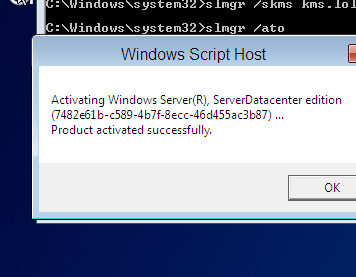 C:\Windows\system32>slmgr /skms kms.lol
C:\Windows\system32>slmgr /ato
Windows Script Host
Activating Windows Server(R), ServerDatacenter edition
(7482e61b-c589-4b7f-8ecc-46d455ac3b87) ...
Product activated successfully.
OK